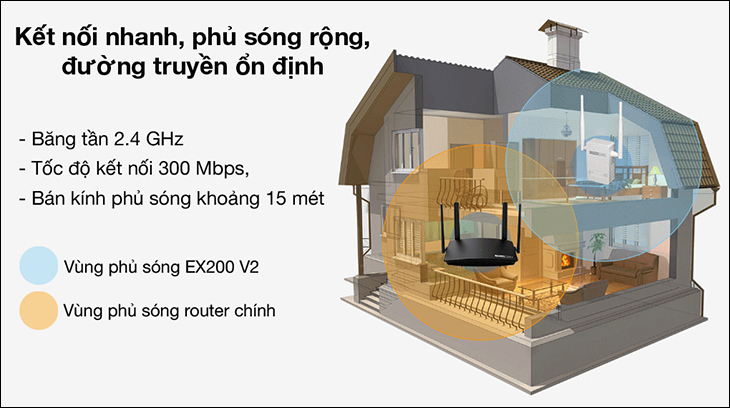 Kết nối nhanh, phủ sóng rộng,
đường truyền ổn định
- Băng tần 2.4 GHz
- Tốc độ kết nối 300 Mbps,
- Bán kính phủ sóng khoảng 15 mét
Vùng phủ sóng EX200 V2
Vùng phủ sóng router chính